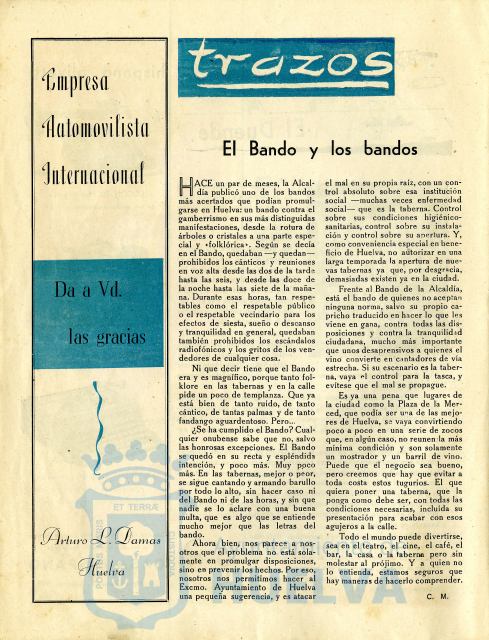 Empresa
Automovilista
Internacional
Da a Vd.
las gracias
Arturo L. Damas
Huelva
trazos
El Bando y los bandos
HACE un par de meses, la Alcal-
día publicó uno de los bandos
más acertados que podían promul-
garse en Huelva: un bando contra el
gamberrismo en sus más distinguidas
manifestaciones, desde la rotura de
árboles o cristales a una parte espe-
cial y «folklórica». Según se decía
en el Bando, quedaban —y quedan—
prohibidos los cánticos y reuniones
en voz alta desde las dos de la tarde
hasta las seis, y desde las doce de
la noche hasta las siete de la maña-
na. Durante esas horas, tan respe-
tables como el respetable público
o el respetable vecindario para los
efectos de siesta, sueño o descanso
y tranquilidad en general, quedaban
también prohibidos los escándalos
radiofónicos y los gritos de los ven-
dedores de cualquier cosa.
Ni que decir tiene que el Bando
era y es magnífico, porque tanto fol-
klore en las tabernas y en la calle
pide un poco de templanza. Que ya
está bien de tanto ruido, de tanto
cántico, de tantas palmas y de tanto
fandango aguardentoso. Pero...
¿Se ha cumplido el Bando? Cual-
quier onubense sabe que no, salvo
las honrosas excepciones. El Bando
se quedó en su recta y espléndida
intención, y poco más. Muy poco
más. En las tabernas, mejor o peor,
se sigue cantando y armando barullo
por todo lo alto, sin hacer caso ni
del Bando ni de las horas, y sin que
nadie se lo aclare con una buena
multa, que es algo que se entiende
mucho mejor que las letras del
bando.
Ahora bien, nos parece a nos-
otros que el problema no está sola-
mente en promulgar disposiciones,
sino en prevenir los hechos. Por eso,
nosotros nos permitimos hacer al
Excmo. Ayuntamiento de Huelva
una pequeña sugerencia, y es atacar
el mal en su propia raíz, con un con-
trol absoluto sobre esa institución
social —muchas veces enfermedad
social— que es la taberna. Control
sobre sus condiciones higiénico-
sanitarias, control sobre su instala-
ción y control sobre su apertura. Y,
como conveniencia especial en bene-
ficio de Huelva, no autorizar en una
larga temporada la apertura de nue-
vas tabernas ya que, por desgracia,
demasiadas existen ya en la ciudad.
Frente al Bando de la Alcaldía,
está el bando de quienes no aceptan
ninguna norma, salvo su propio ca-
pricho traducido en hacer lo que les
viene en gana, contra todas las dis-
posiciones y contra la tranquilidad
ciudadana, mucho más importante
que unos desaprensivos a quienes el
vino convierte en cantadores de vía
estrecha. Si su escenario es la taber-
na, vaya el control para la tasca, y
evítese que el mal se propague.
Es ya una pena que lugares de
la ciudad como la Plaza de la Mer-
ced, que podía ser una de las mejo-
res de Huelva, se vaya convirtiendo
poco a poco en una serie de zocos
que, en algún caso, no reunen la más
mínima condición y son solamente
un mostrador y un barril de vino.
Puede que el negocio sea bueno,
pero creemos que hay que evitar a
toda costa estos tugurios. El que
quiera poner una taberna, que la
ponga como debe ser, con todas las
condiciones necesarias, incluida su
presentación para acabar con esos
agujeros a la calle.
Todo el mundo puede divertirse,
sea en el teatro, el cine, el café, el
bar, la casa o la taberna pero sin
molestar al prójimo. Y a quien no
lo entienda, estamos seguros que
hay maneras de hacerlo comprender.
C. M.
ET TERRÆ
HUELVA